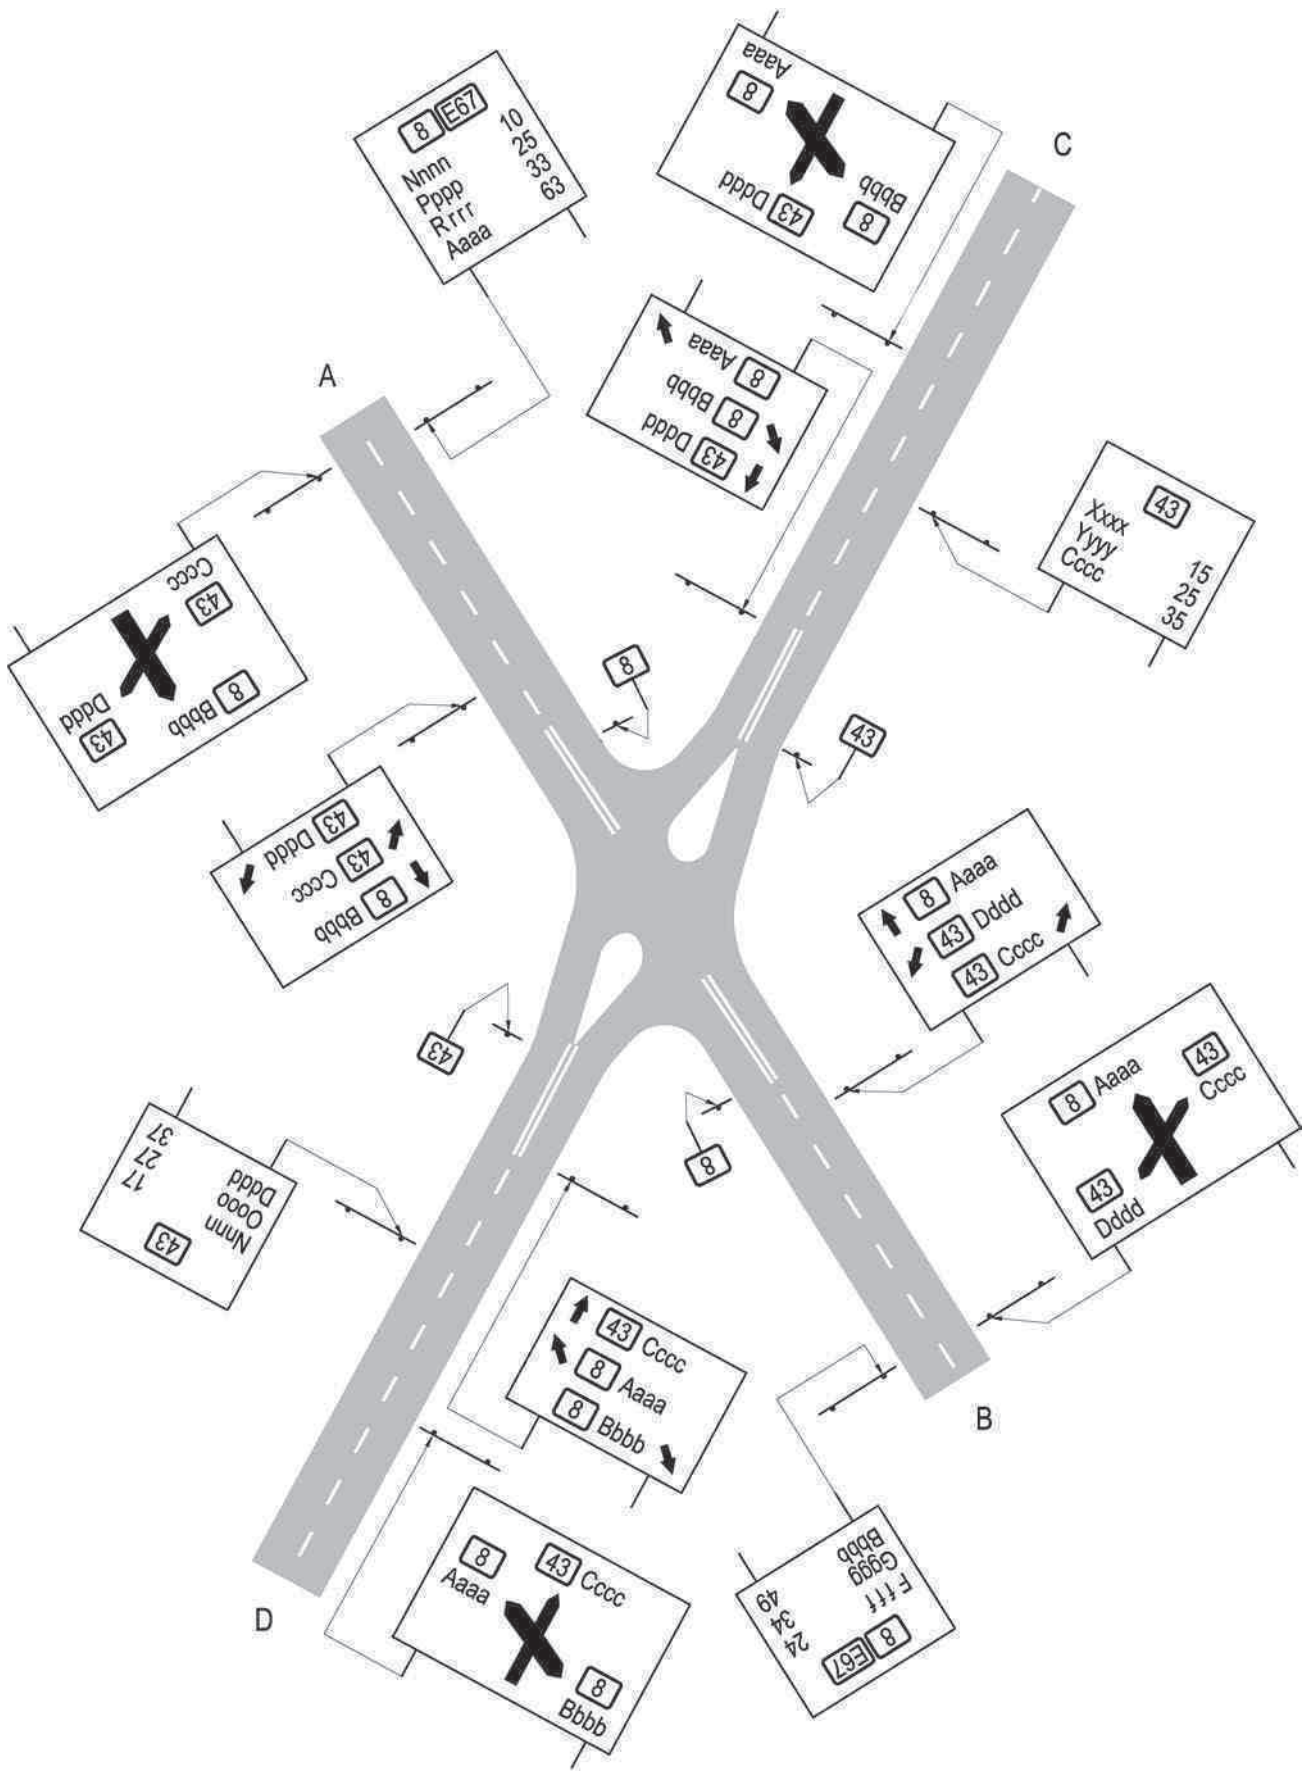 Aaaa
8
8
Bbbb
43 Dddd
C
8 E67
Nnnn 10
Pppp 25
Rrrr 33
Aaaa 63
8 Aaaa
8 Bbbb
43 Dddd
A
43
Xxxx 15
Yyyy 25
Cccc 35
Cccc
43
8 Bbbb
Dddd
43
8
43
43 Dddd
43 Cccc
8 Bbbb
8 Aaaa
43 Dddd
43 Cccc
43
8
8 Aaaa
43
Cccc
43
Dddd
43
Nnnn 17
Oooo 27
Dddd 37
43 Cccc
8 Aaaa
8 Bbbb
B
8
Aaaa
43 Cccc
8
Bbbb
D
8 E67
Ffff 24
Gggg 34
Bbbb 49